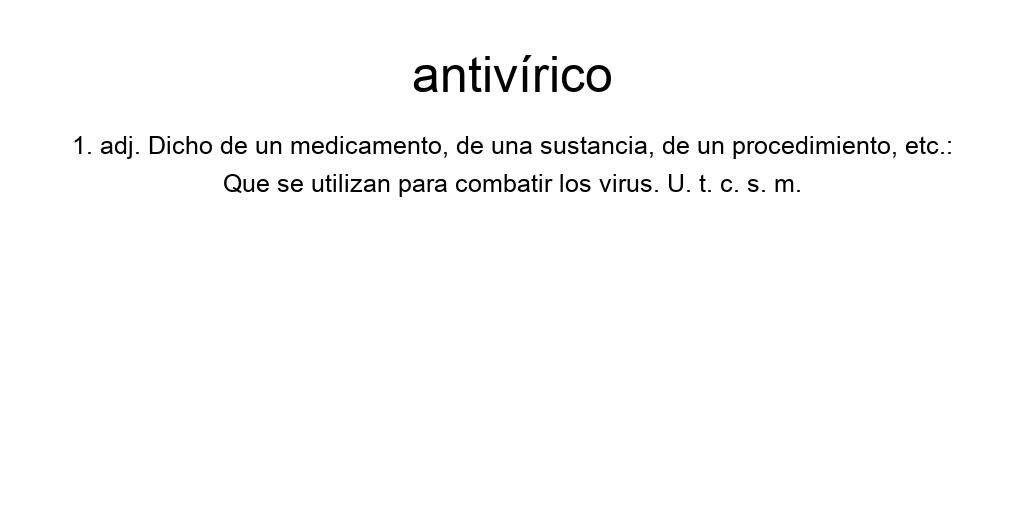 antivírico
1. adj. Dicho de un medicamento, de una sustancia, de un procedimiento, etc.:
Que se utilizan para combatir los virus. U. t. c. s. m.